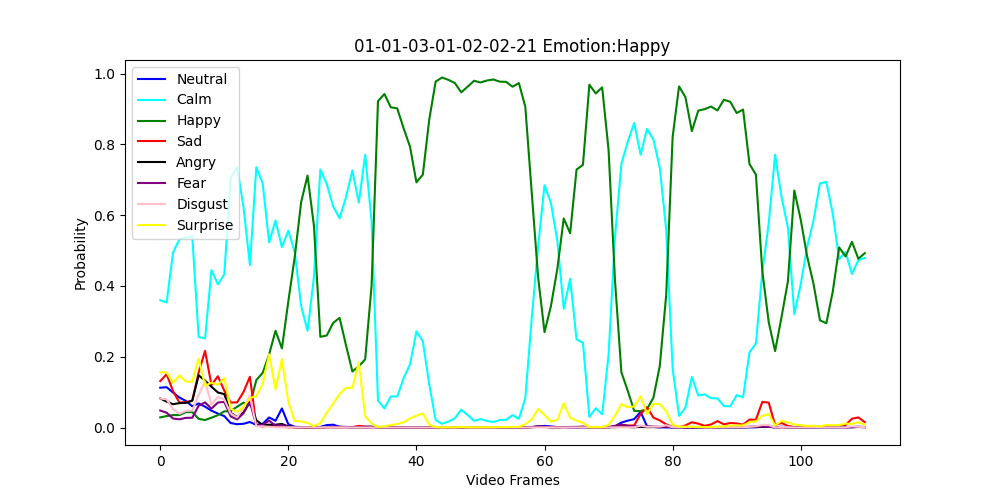 01-01-03-01-02-02-21 Emotion:Happy
1.0
0.8
0.6
0.4
0.2
0.0
Probability
Neutral
Calm
Happy
Sad
Angry
Fear
Disgust
Surprise
0 20 40 60 80 100
Video Frames